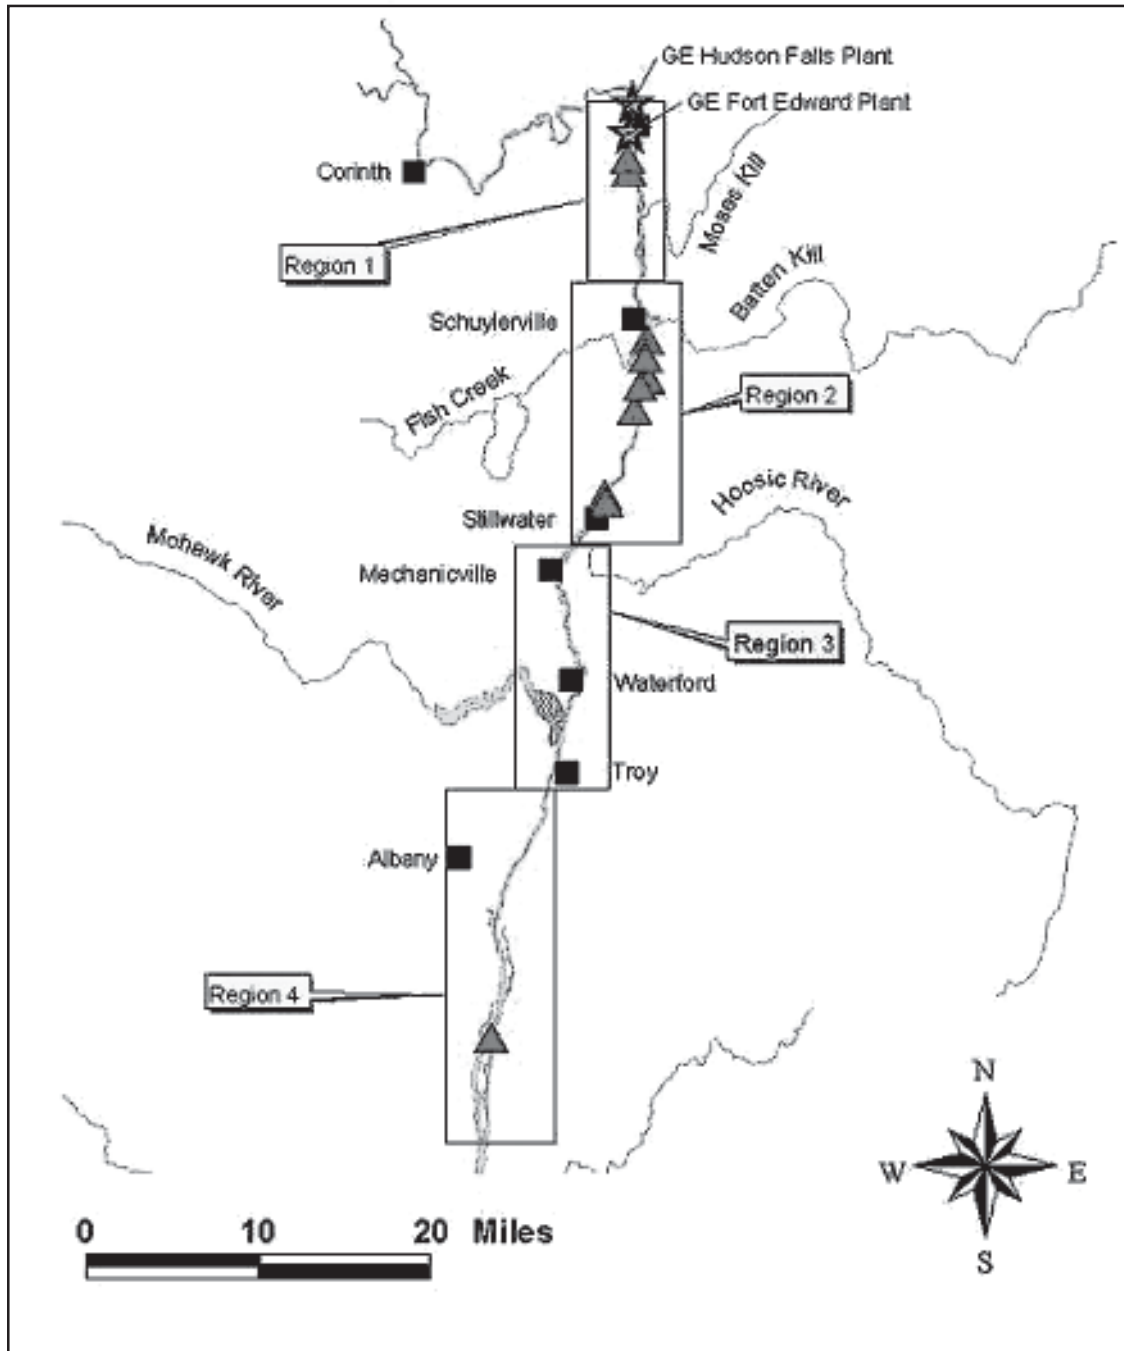 GE Hudson Falls Plant
GE Fort Edward Plant
Corinth
Moses Kill
Region 1
Batten Kill
Schuylerville
Fish Creek
Region 2
Hoosic River
Stillwater
Mohawk River
Mechanicville
Region 3
Waterford
Troy
Albany
Region 4
N
W E
S
0 10 20 Miles